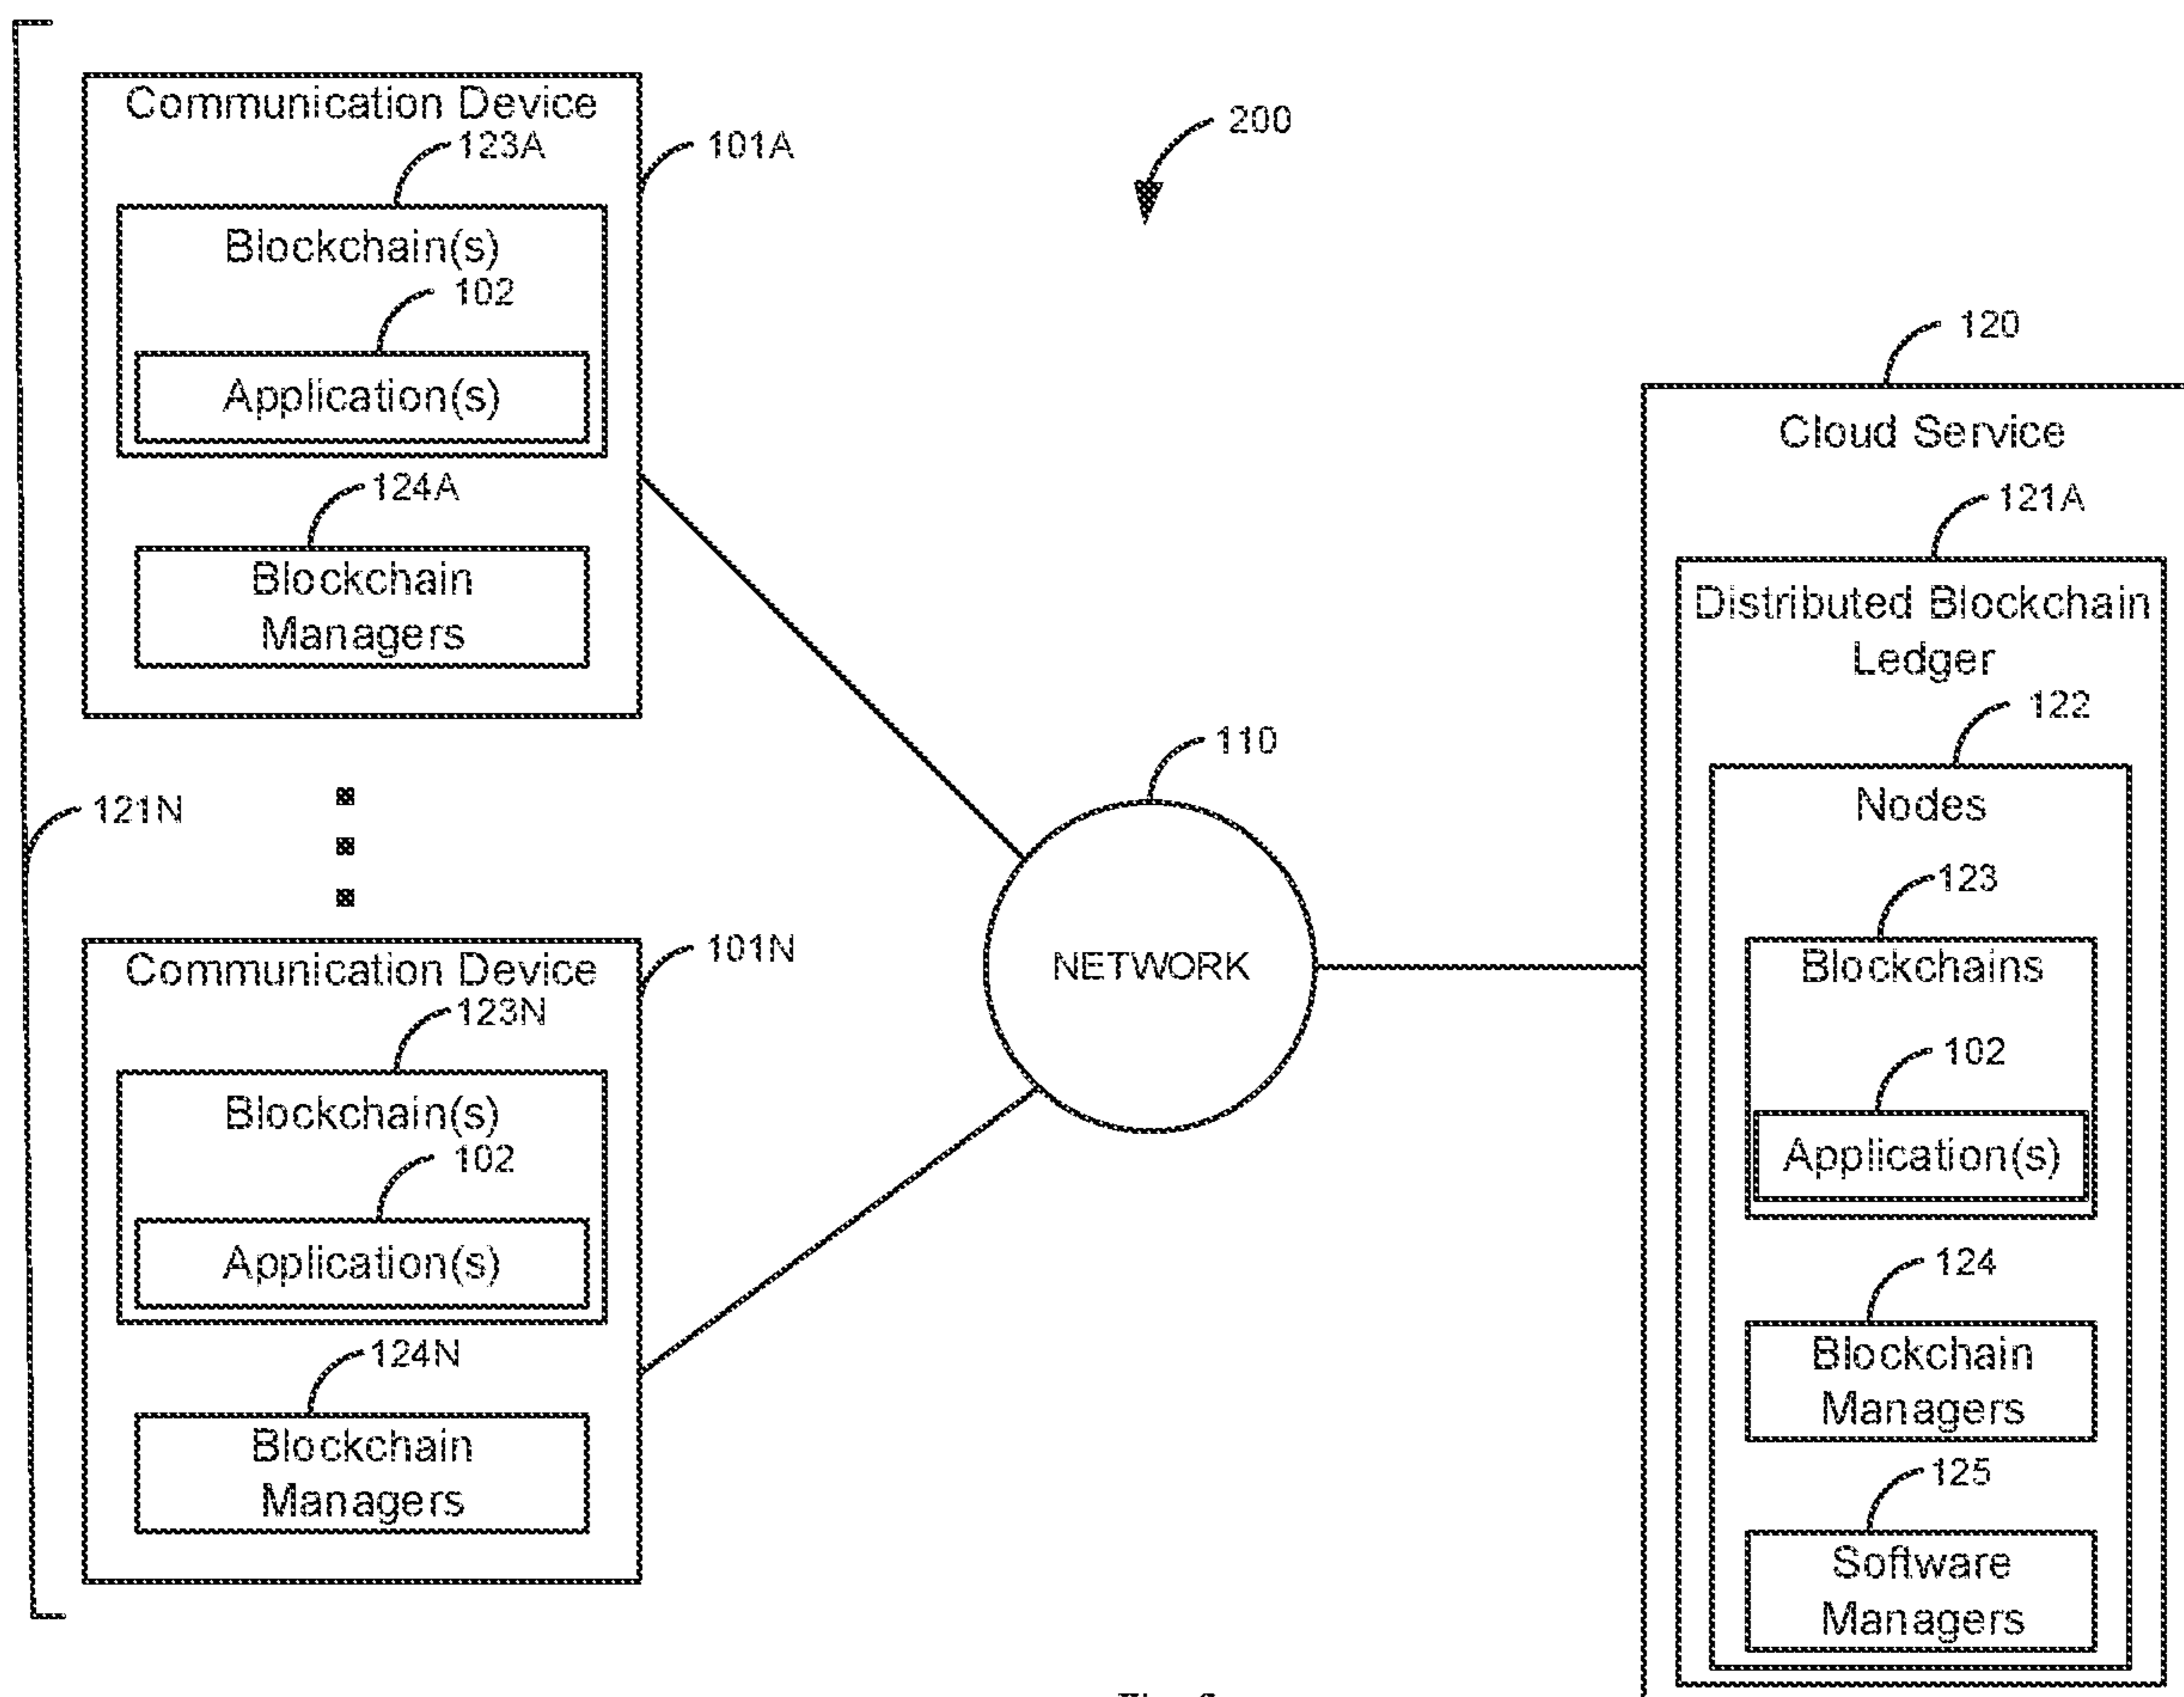 Communication Device
123A
101A
Blockchain(s)
102
Application(s)
124A
Blockchain
Managers
121N
Communication Device
101N
123N
Blockchain(s)
102
Application(s)
124N
Blockchain
Managers
200
110
NETWORK
120
Cloud Service
121A
Distributed Blockchain
Ledger
122
Nodes
123
Blockchains
102
Application(s)
124
Blockchain
Managers
125
Software
Managers